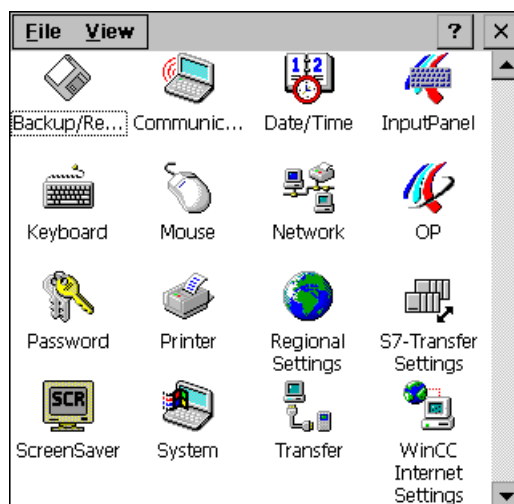 File View ? ×
Backup/Re... Communic... Date/Time InputPanel
Keyboard Mouse Network OP
Password Printer Regional Settings S7-Transfer Settings
SCR
ScreenSaver System Transfer WinCC Internet Settings